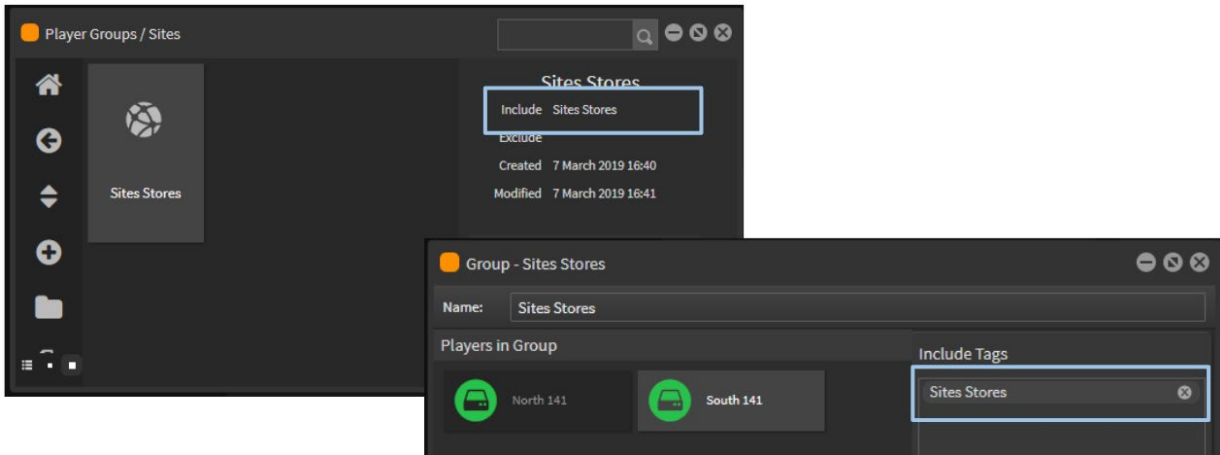 Player Groups / Sites
Sites Stores
Include Sites Stores
Exclude
Created 7 March 2019 16:40
Modified 7 March 2019 16:41
Sites Stores
Group - Sites Stores
Name: Sites Stores
Players in Group
Include Tags
North 141
South 141
Sites Stores